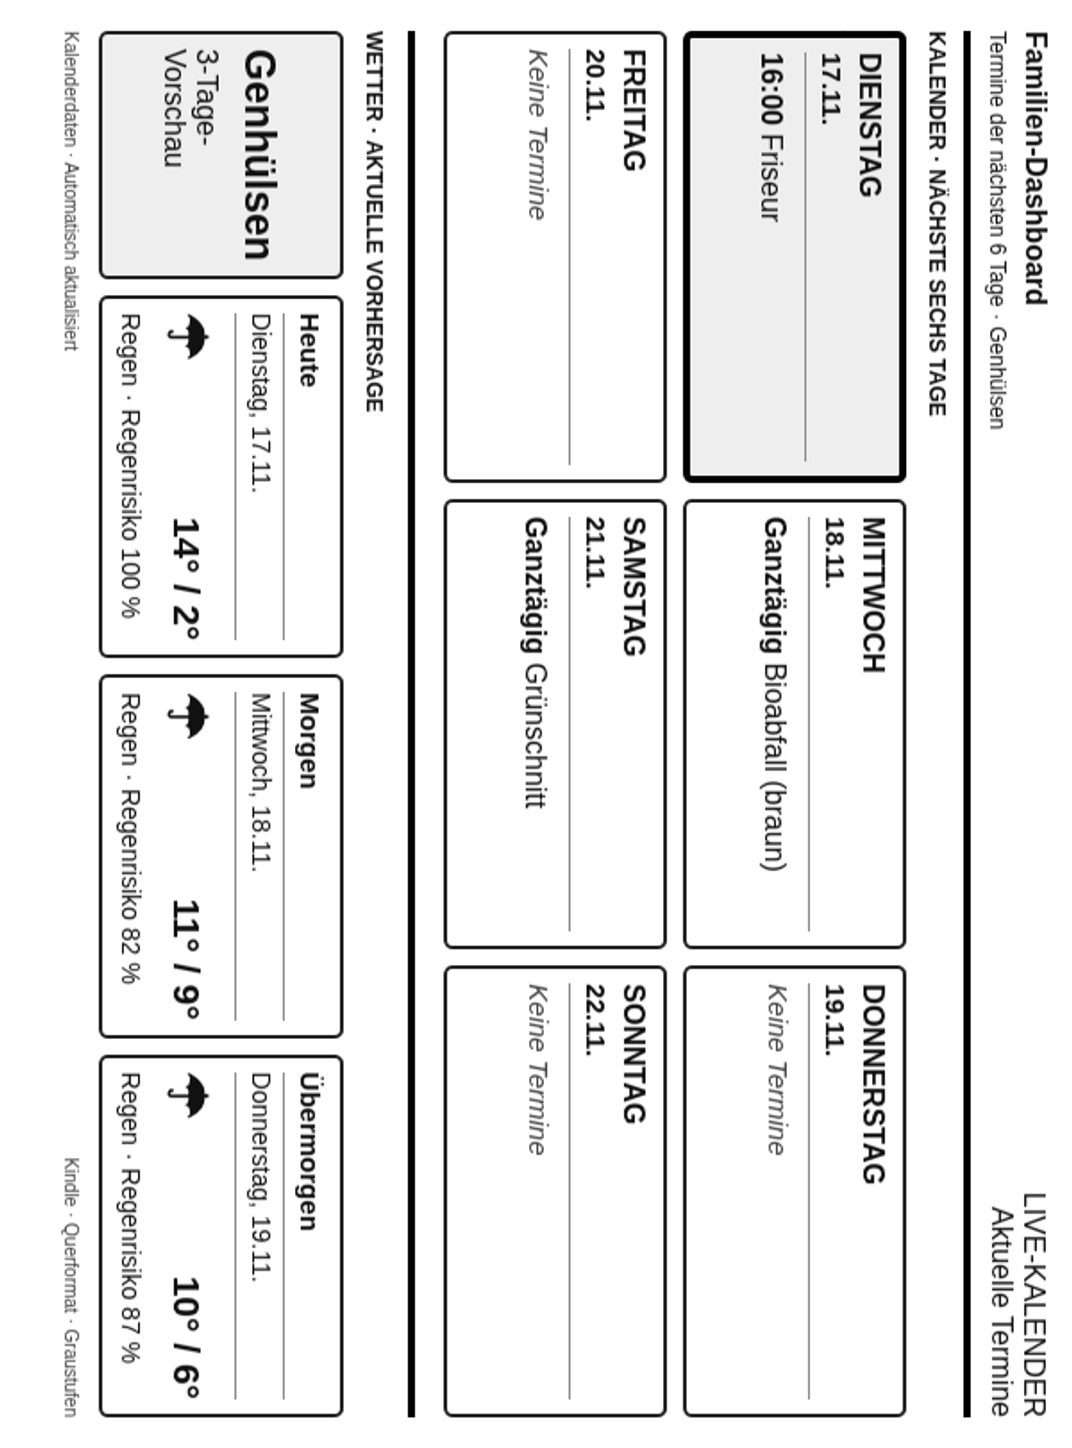 Familien-Dashboard
Termine der nächsten 6 Tage · Genhülsen
LIVE-KALENDER
Aktuelle Termine
KALENDER · NÄCHSTE SECHS TAGE
DIENSTAG
17.11.
16:00 Friseur
MITTWOCH
18.11.
Ganztägig Bioabfall (braun)
DONNERSTAG
19.11.
Keine Termine
FREITAG
20.11.
Keine Termine
SAMSTAG
21.11.
Ganztägig Grünschnitt
SONNTAG
22.11.
Keine Termine
WETTER · AKTUELLE VORHERSAGE
Genhülsen
3-Tage-
Vorschau
Heute
Dienstag, 17.11.
14° / 2°
Regen · Regenrisiko 100 %
Morgen
Mittwoch, 18.11.
11° / 9°
Regen · Regenrisiko 82 %
Übermorgen
Donnerstag, 19.11.
10° / 6°
Regen · Regenrisiko 87 %
Kalenderdaten · Automatisch aktualisiert
Kindle · Querformat · Graustufen